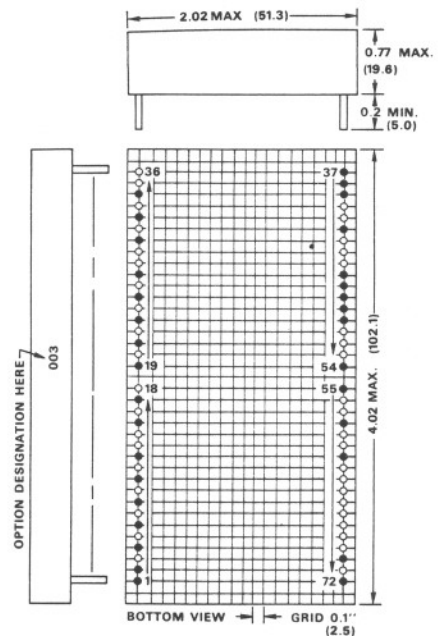 2.02 MAX (51.3)
0.77 MAX.
(19.6)
0.2 MIN.
(5.0)
36
37
OPTION DESIGNATION HERE
003
19
54
18
55
4.02 MAX. (102.1)
1
72
BOTTOM VIEW
GRID 0.1"
(2.5)